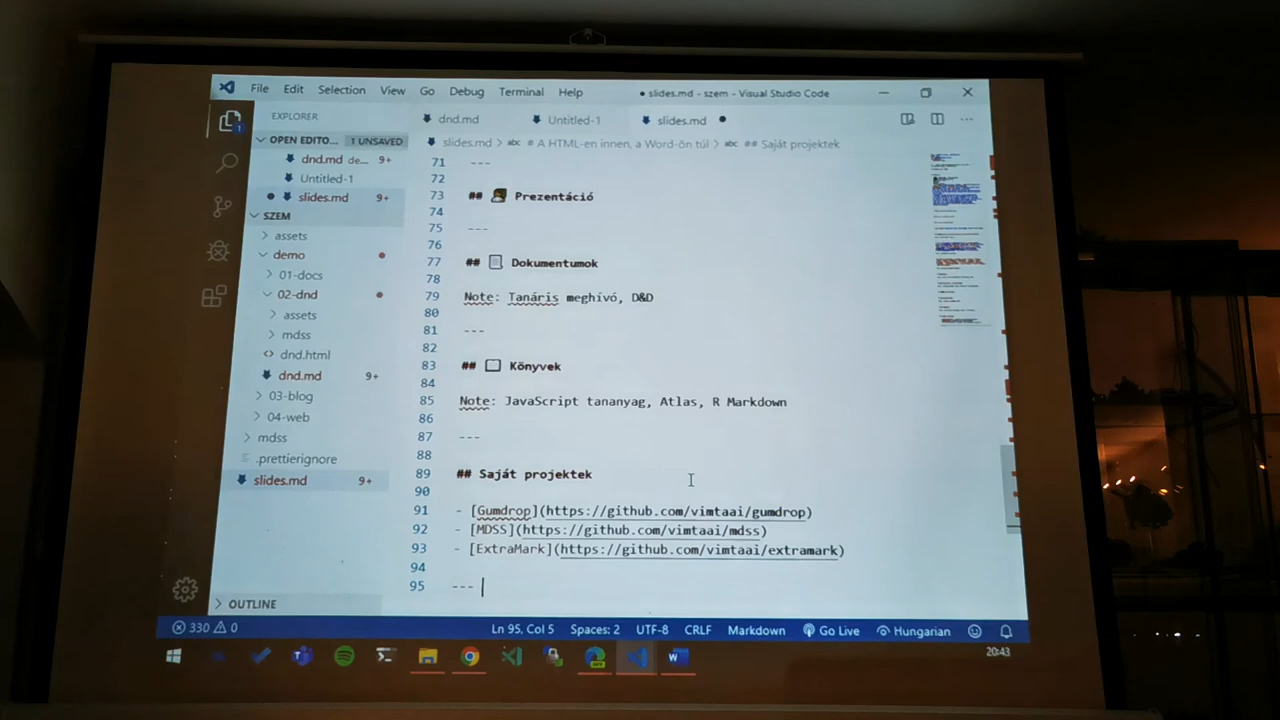 File Edit Selection View Go Debug Terminal Help ● slides.md - szem - Visual Studio Code
EXPLORER
OPEN EDITO... 1 UNSAVED
dnd.md de... 9+
Untitled-1
slides.md 9+
SZEM
assets
demo
01-docs
02-dnd
assets
mdss
dnd.html
dnd.md 9+
03-blog
04-web
mdss
.prettierignore
slides.md 9+
OUTLINE
dnd.md Untitled-1 slides.md
slides.md > abc # A HTML-en innen, a Word-ön túl > abc ## Saját projektek
71 ---
72
73 ## Prezentáció
74
75 ---
76
77 ## Dokumentumok
78
79 Note: Tanáris meghívó, D&D
80
81 ---
82
83 ## Könyvek
84
85 Note: JavaScript tananyag, Atlas, R Markdown
86
87 ---
88
89 ## Saját projektek
90
91 - [Gumdrop](https://github.com/vimtaai/gumdrop)
92 - [MDSS](https://github.com/vimtaai/mdss)
93 - [ExtraMark](https://github.com/vimtaai/extramark)
94
95 ---
330 0 Ln 95, Col 5 Spaces: 2 UTF-8 CRLF Markdown Go Live Hungarian
20:43